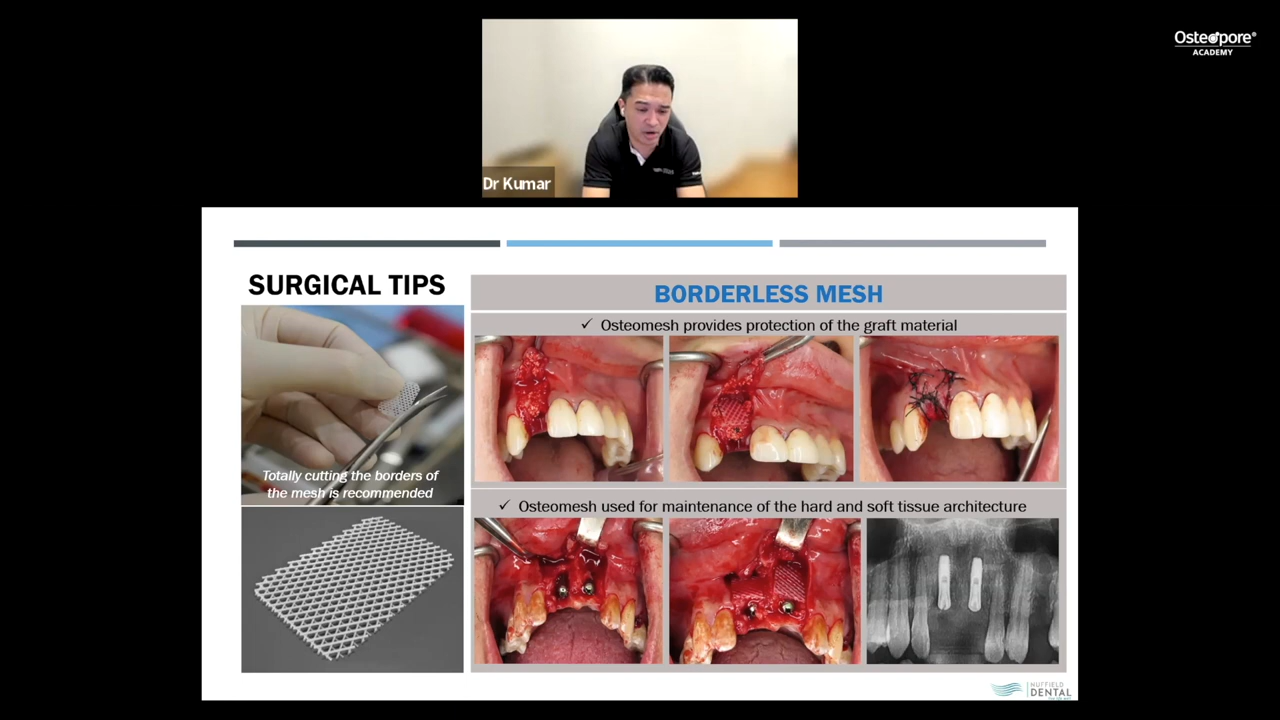 Osteopore®
ACADEMY
Dr Kumar
SURGICAL TIPS
Totally cutting the borders of
the mesh is recommended
BORDERLESS MESH
✓ Osteomesh provides protection of the graft material
✓ Osteomesh used for maintenance of the hard and soft tissue architecture
NUFFIELD
DENTAL